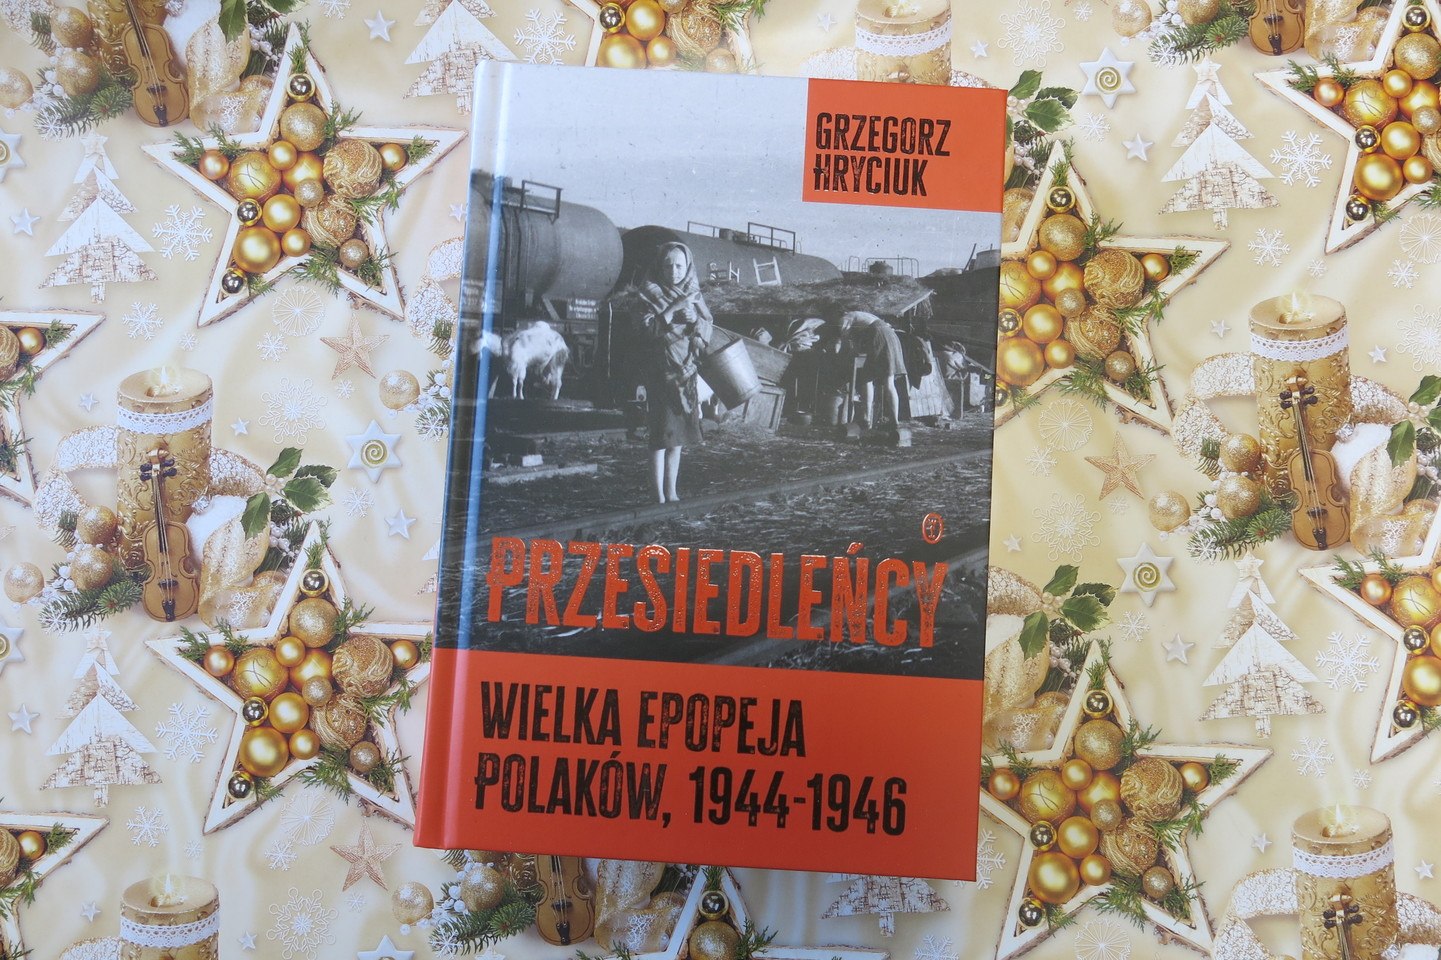 GRZEGORZ
HRYCIUK
PRZESIEDLEŃCY
WIELKA EPOPEJA
POLAKÓW, 1944-1946